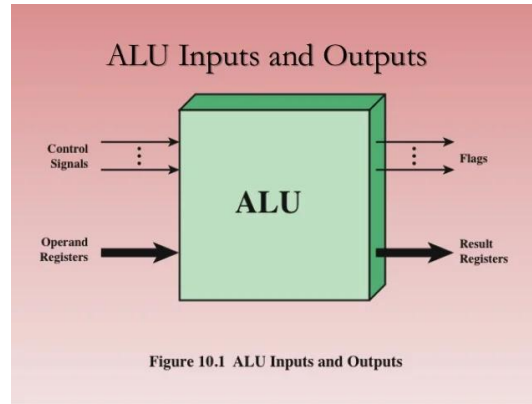 ALU Inputs and Outputs
Control
Signals
Flags
ALU
Operand
Registers
Result
Registers
Figure 10.1 ALU Inputs and Outputs